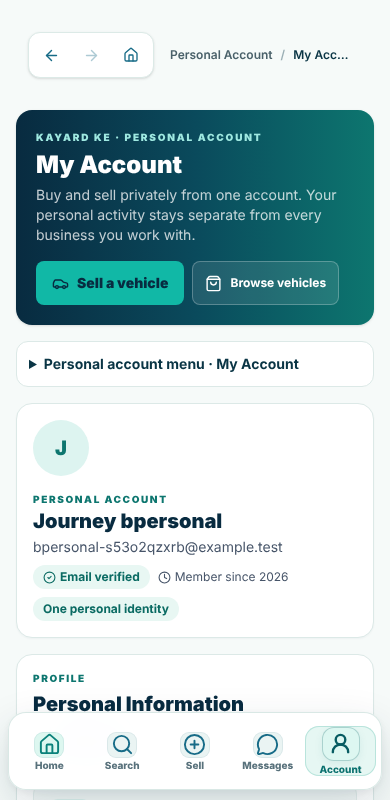 Personal Account / My Acc...
KAYARD KE · PERSONAL ACCOUNT
My Account
Buy and sell privately from one account. Your
personal activity stays separate from every
business you work with.
Sell a vehicle
Browse vehicles
Personal account menu · My Account
J
PERSONAL ACCOUNT
Journey bpersonal
bpersonal-s53o2qzxrb@example.test
Email verified
Member since 2026
One personal identity
PROFILE
Personal Information
Home
Search
Sell
Messages
Account